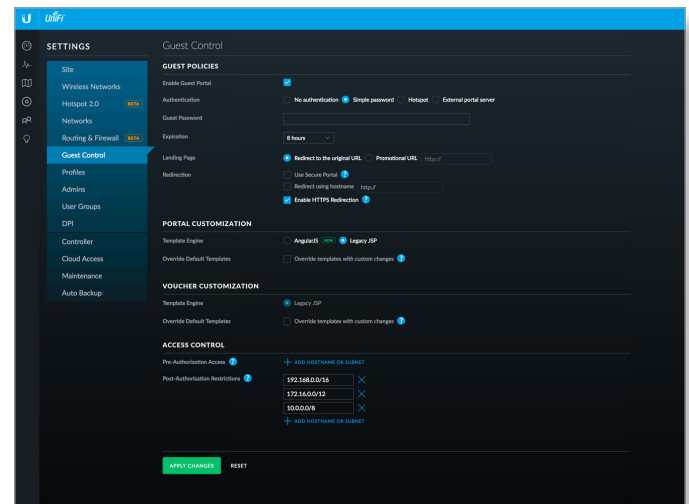 U UniFi
SETTINGS
Site
Wireless Networks
Hotspot 2.0 BETA
Networks
Routing & Firewall BETA
Guest Control
Profiles
Admins
User Groups
DPI
Controller
Cloud Access
Maintenance
Auto Backup
Guest Control
GUEST POLICIES
Enable Guest Portal
Authentication No authentication Simple password Hotspot External portal server
Guest Password
Expiration 8 hours
Landing Page Redirect to the original URL Promotional URL http://
Redirection Use Secure Portal ?
Redirect using hostname http://
Enable HTTPS Redirection ?
PORTAL CUSTOMIZATION
Template Engine AngularJS NEW Legacy JSP
Override Default Templates Override templates with custom changes ?
VOUCHER CUSTOMIZATION
Template Engine Legacy JSP
Override Default Templates Override templates with custom changes ?
ACCESS CONTROL
Pre-Authorization Access ? + ADD HOSTNAME OR SUBNET
Post-Authorization Restrictions ? 192.168.0.0/16
172.16.0.0/12
10.0.0.0/8
+ ADD HOSTNAME OR SUBNET
APPLY CHANGES RESET